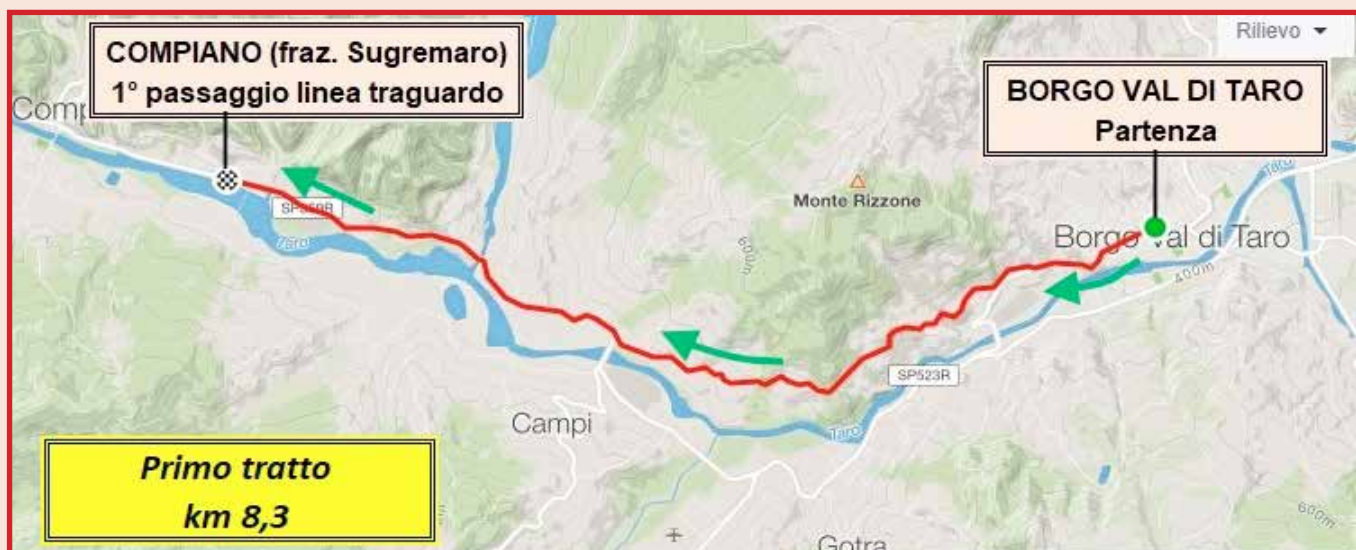 Rilievo
COMPIANO (fraz. Sugremaro)
1° passaggio linea traguardo
BORGO VAL DI TARO
Partenza
Comp
Taro
Monte Rizzone
Borgo Val di Taro
Taro
600m
400m
SP523R
Campi
Taro
Primo tratto
km 8,3
600m
Gotra